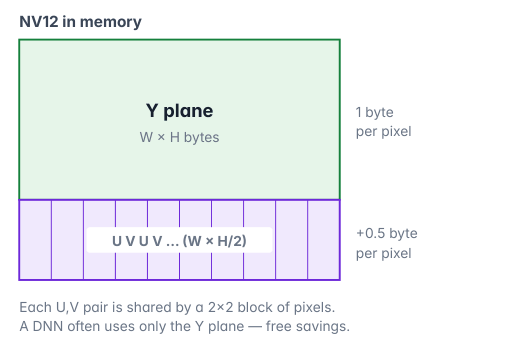 NV12 in memory
Y plane
W × H bytes
1 byte
per pixel
U V U V ... (W × H/2)
+0.5 byte
per pixel
Each U,V pair is shared by a 2×2 block of pixels.
A DNN often uses only the Y plane — free savings.